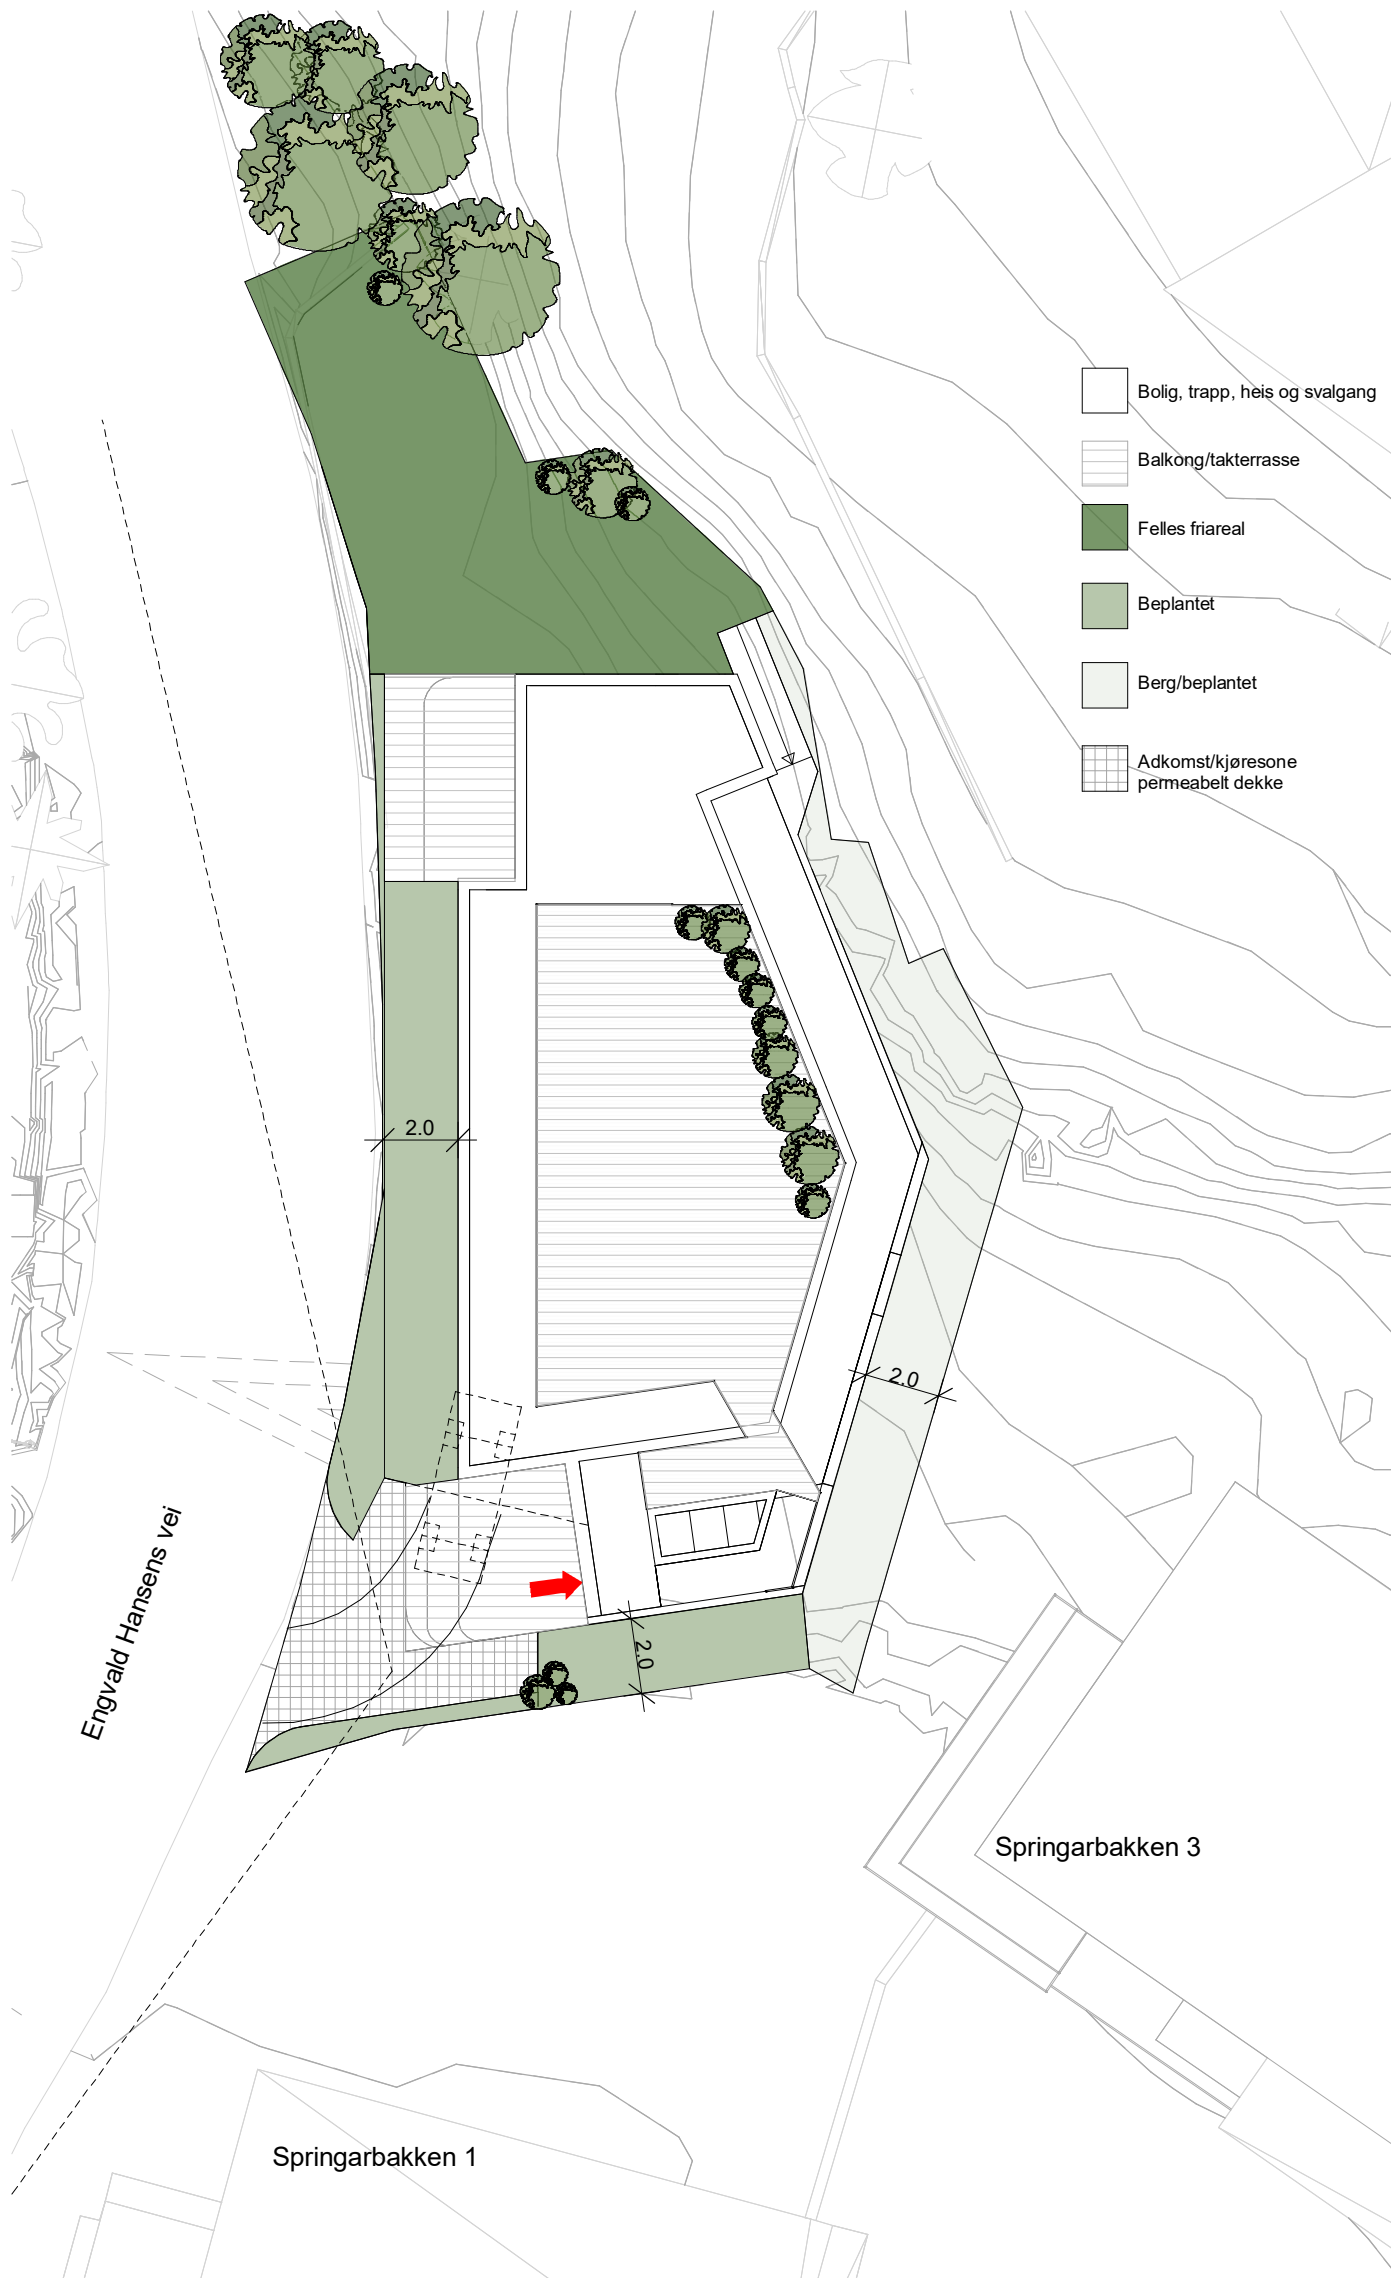 Bolig, trapp, heis og svalgang
Balkong/takterrasse
Felles friareal
Beplantet
Berg/beplantet
Adkomst/kjøresone
permeabelt dekke
2.0
2.0
2.0
Engvald Hansens vei
Springarbakken 3
Springarbakken 1